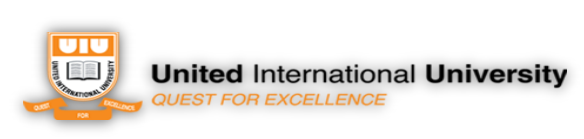 UIU
UNITED INTERNATIONAL UNIVERSITY
QUEST FOR EXCELLENCE
United International University
QUEST FOR EXCELLENCE